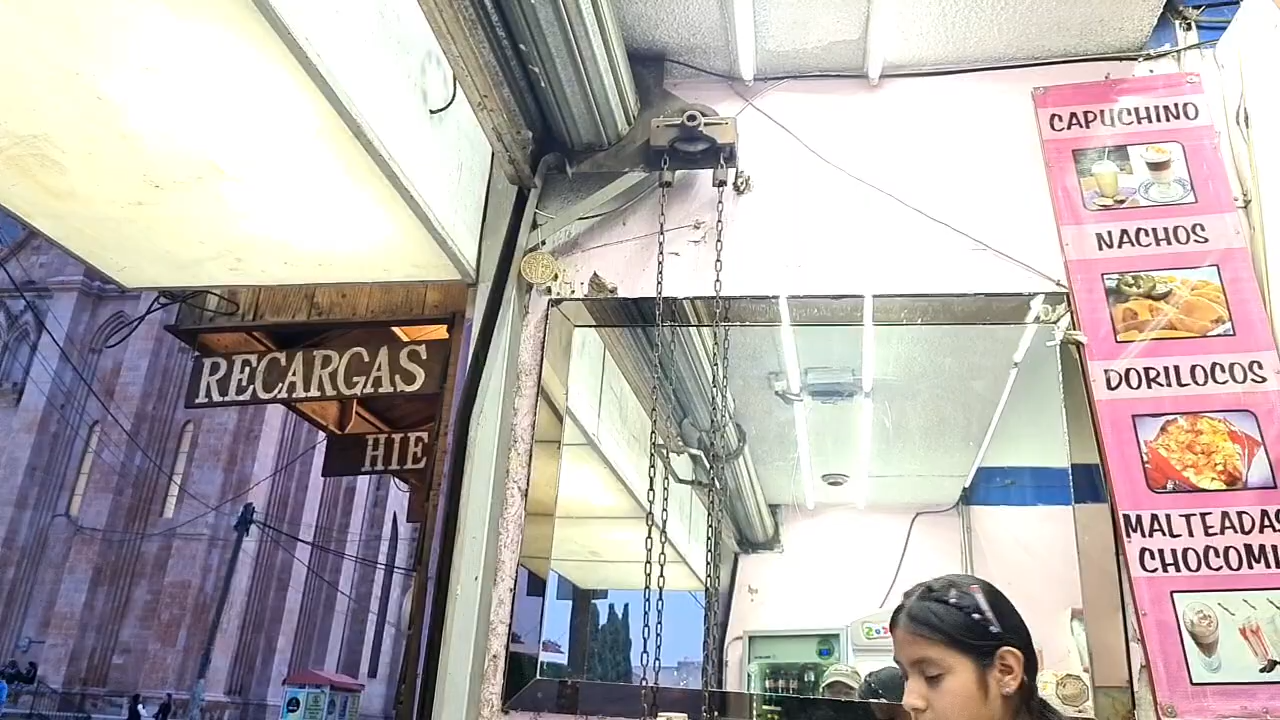 RECARGAS
HIE
CAPUCHINO
NACHOS
DORILOCOS
MALTEADAS
CHOCOMI